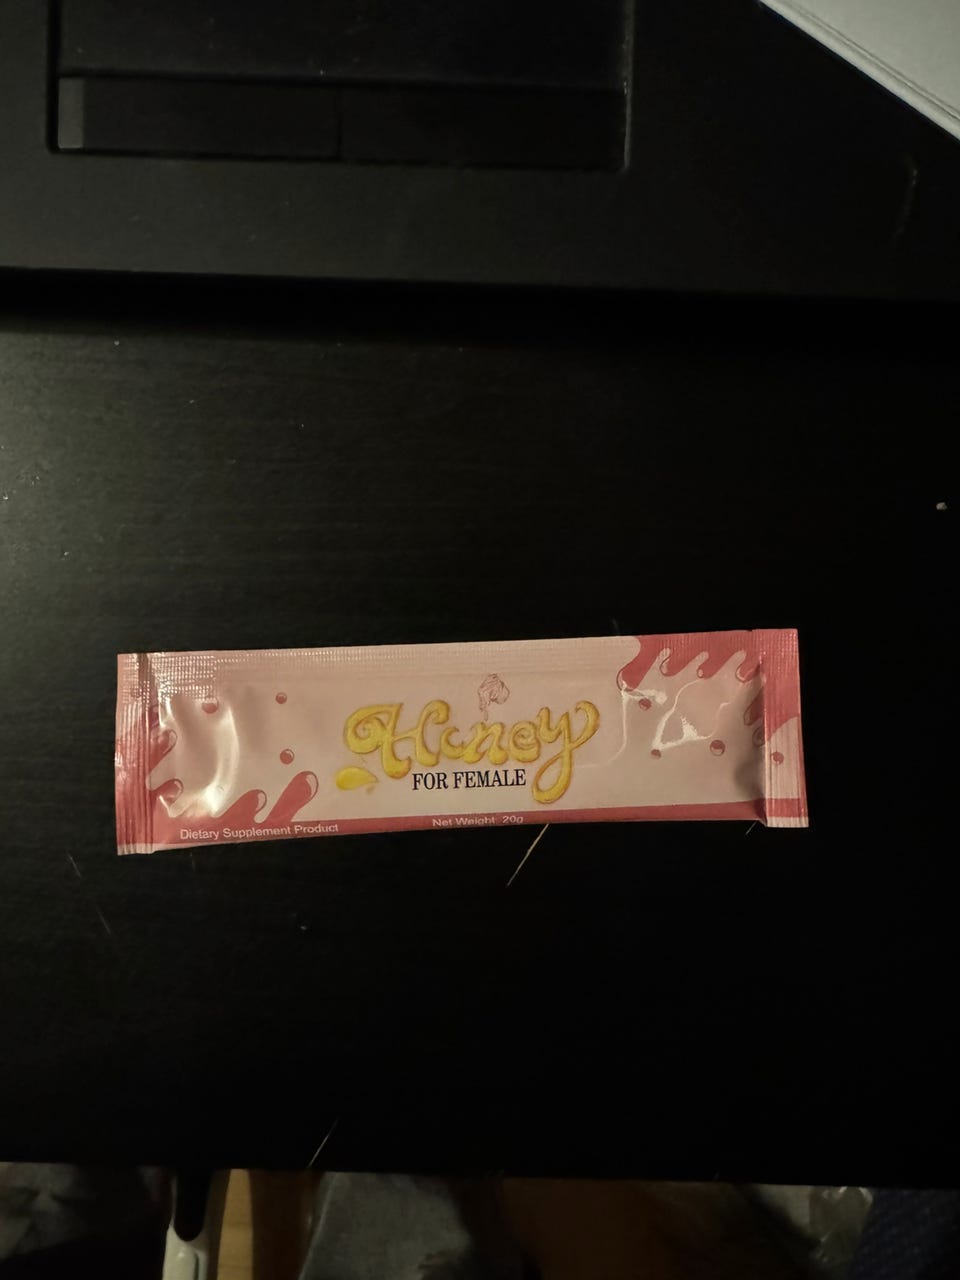 Honey
FOR FEMALE
Dietary Supplement Product
Net Weight 20g